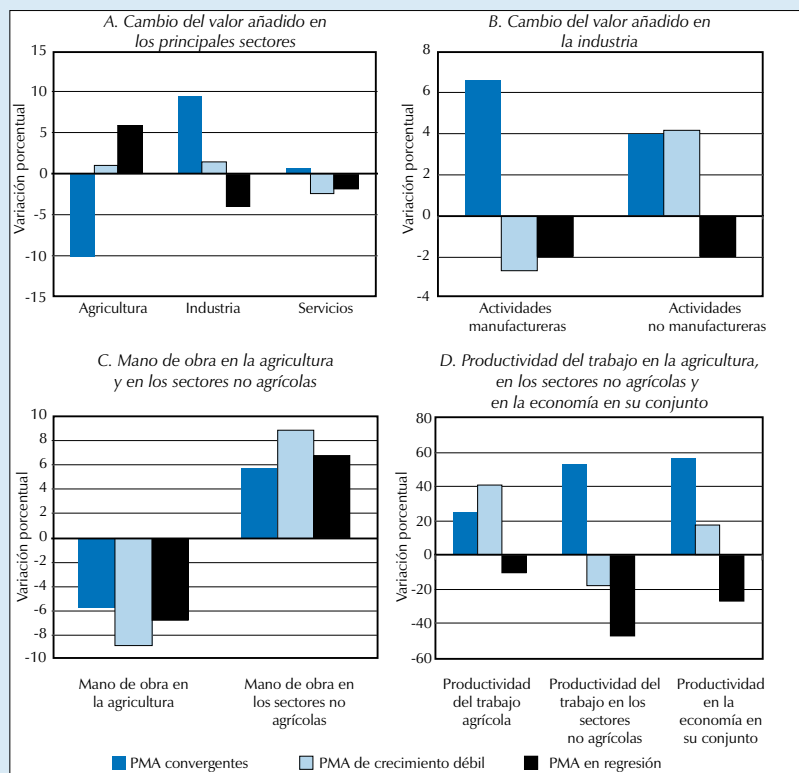 A. Cambio del valor añadido en
los principales sectores
Variación porcentual
15
10
5
0
-5
-10
-15
Agricultura
Industria
Servicios
B. Cambio del valor añadido en
la industria
Variación porcentual
8
6
4
2
0
-2
-4
Actividades
manufactureras
Actividades
no manufactureras
C. Mano de obra en la agricultura
y en los sectores no agrícolas
Variación porcentual
10
8
6
4
2
0
-2
-4
-6
-8
-10
Mano de obra en
la agricultura
Mano de obra en
los sectores no
agrícolas
D. Productividad del trabajo en la agricultura,
en los sectores no agrícolas y
en la economía en su conjunto
Variación porcentual
80
60
40
20
0
-20
-40
-60
Productividad
del trabajo
agrícola
Productividad del
trabajo en los
sectores
no agrícolas
Productividad
en la
economía en
su conjunto
PMA convergentes
PMA de crecimiento débil
PMA en regresión